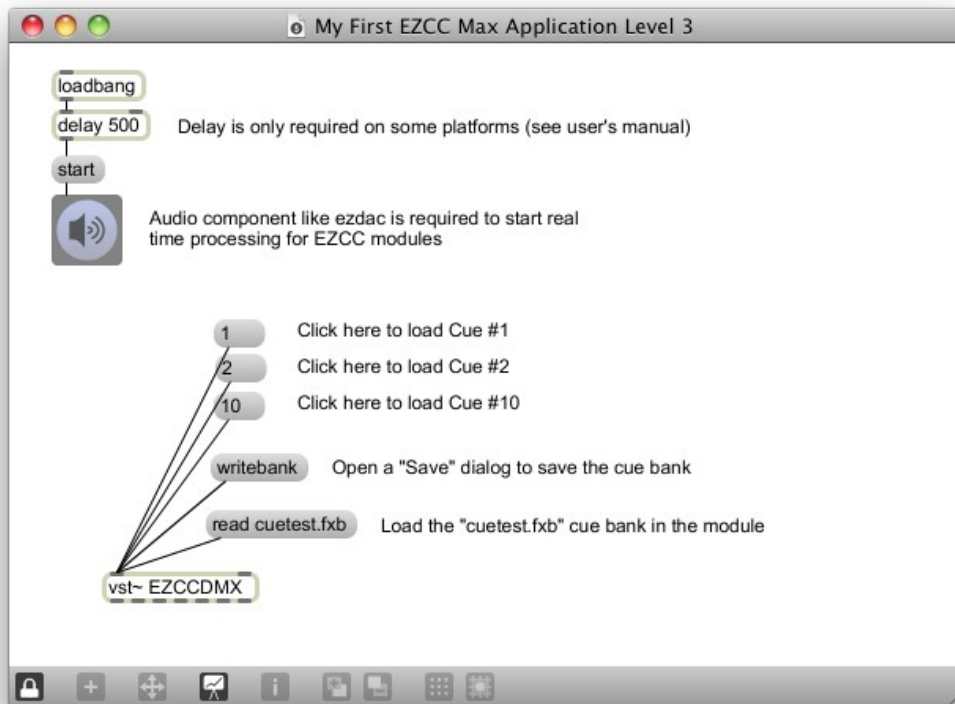 My First EZCC Max Application Level 3
loadbang
delay 500
Delay is only required on some platforms (see user's manual)
start
Audio component like ezdac is required to start real
time processing for EZCC modules
1
Click here to load Cue #1
2
Click here to load Cue #2
10
Click here to load Cue #10
writebank
Open a "Save" dialog to save the cue bank
read cuetest.fxb
Load the "cuetest.fxb" cue bank in the module
vst~ EZCCDMX